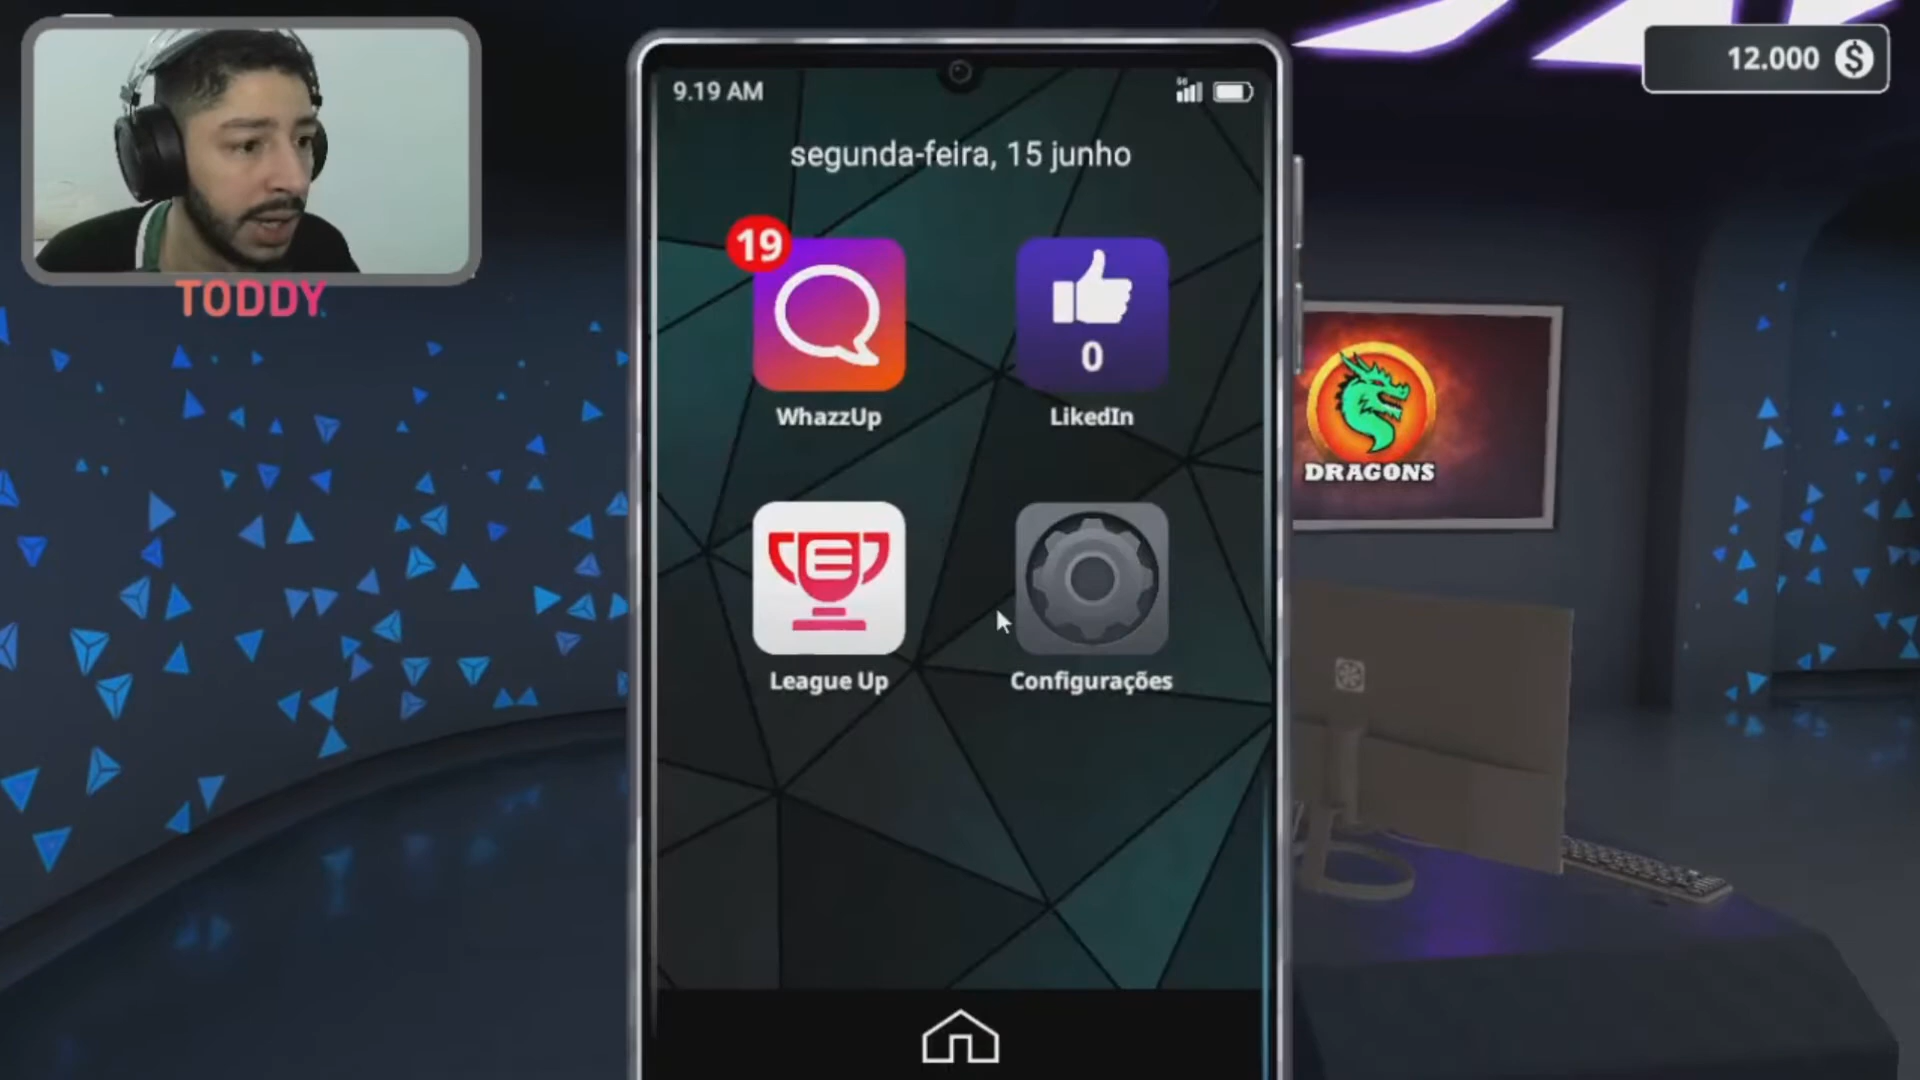 9.19 AM
12.000
segunda-feira, 15 junho
19
0
WhazzUp
LikedIn
TODDY
DRAGONS
League Up
Configurações